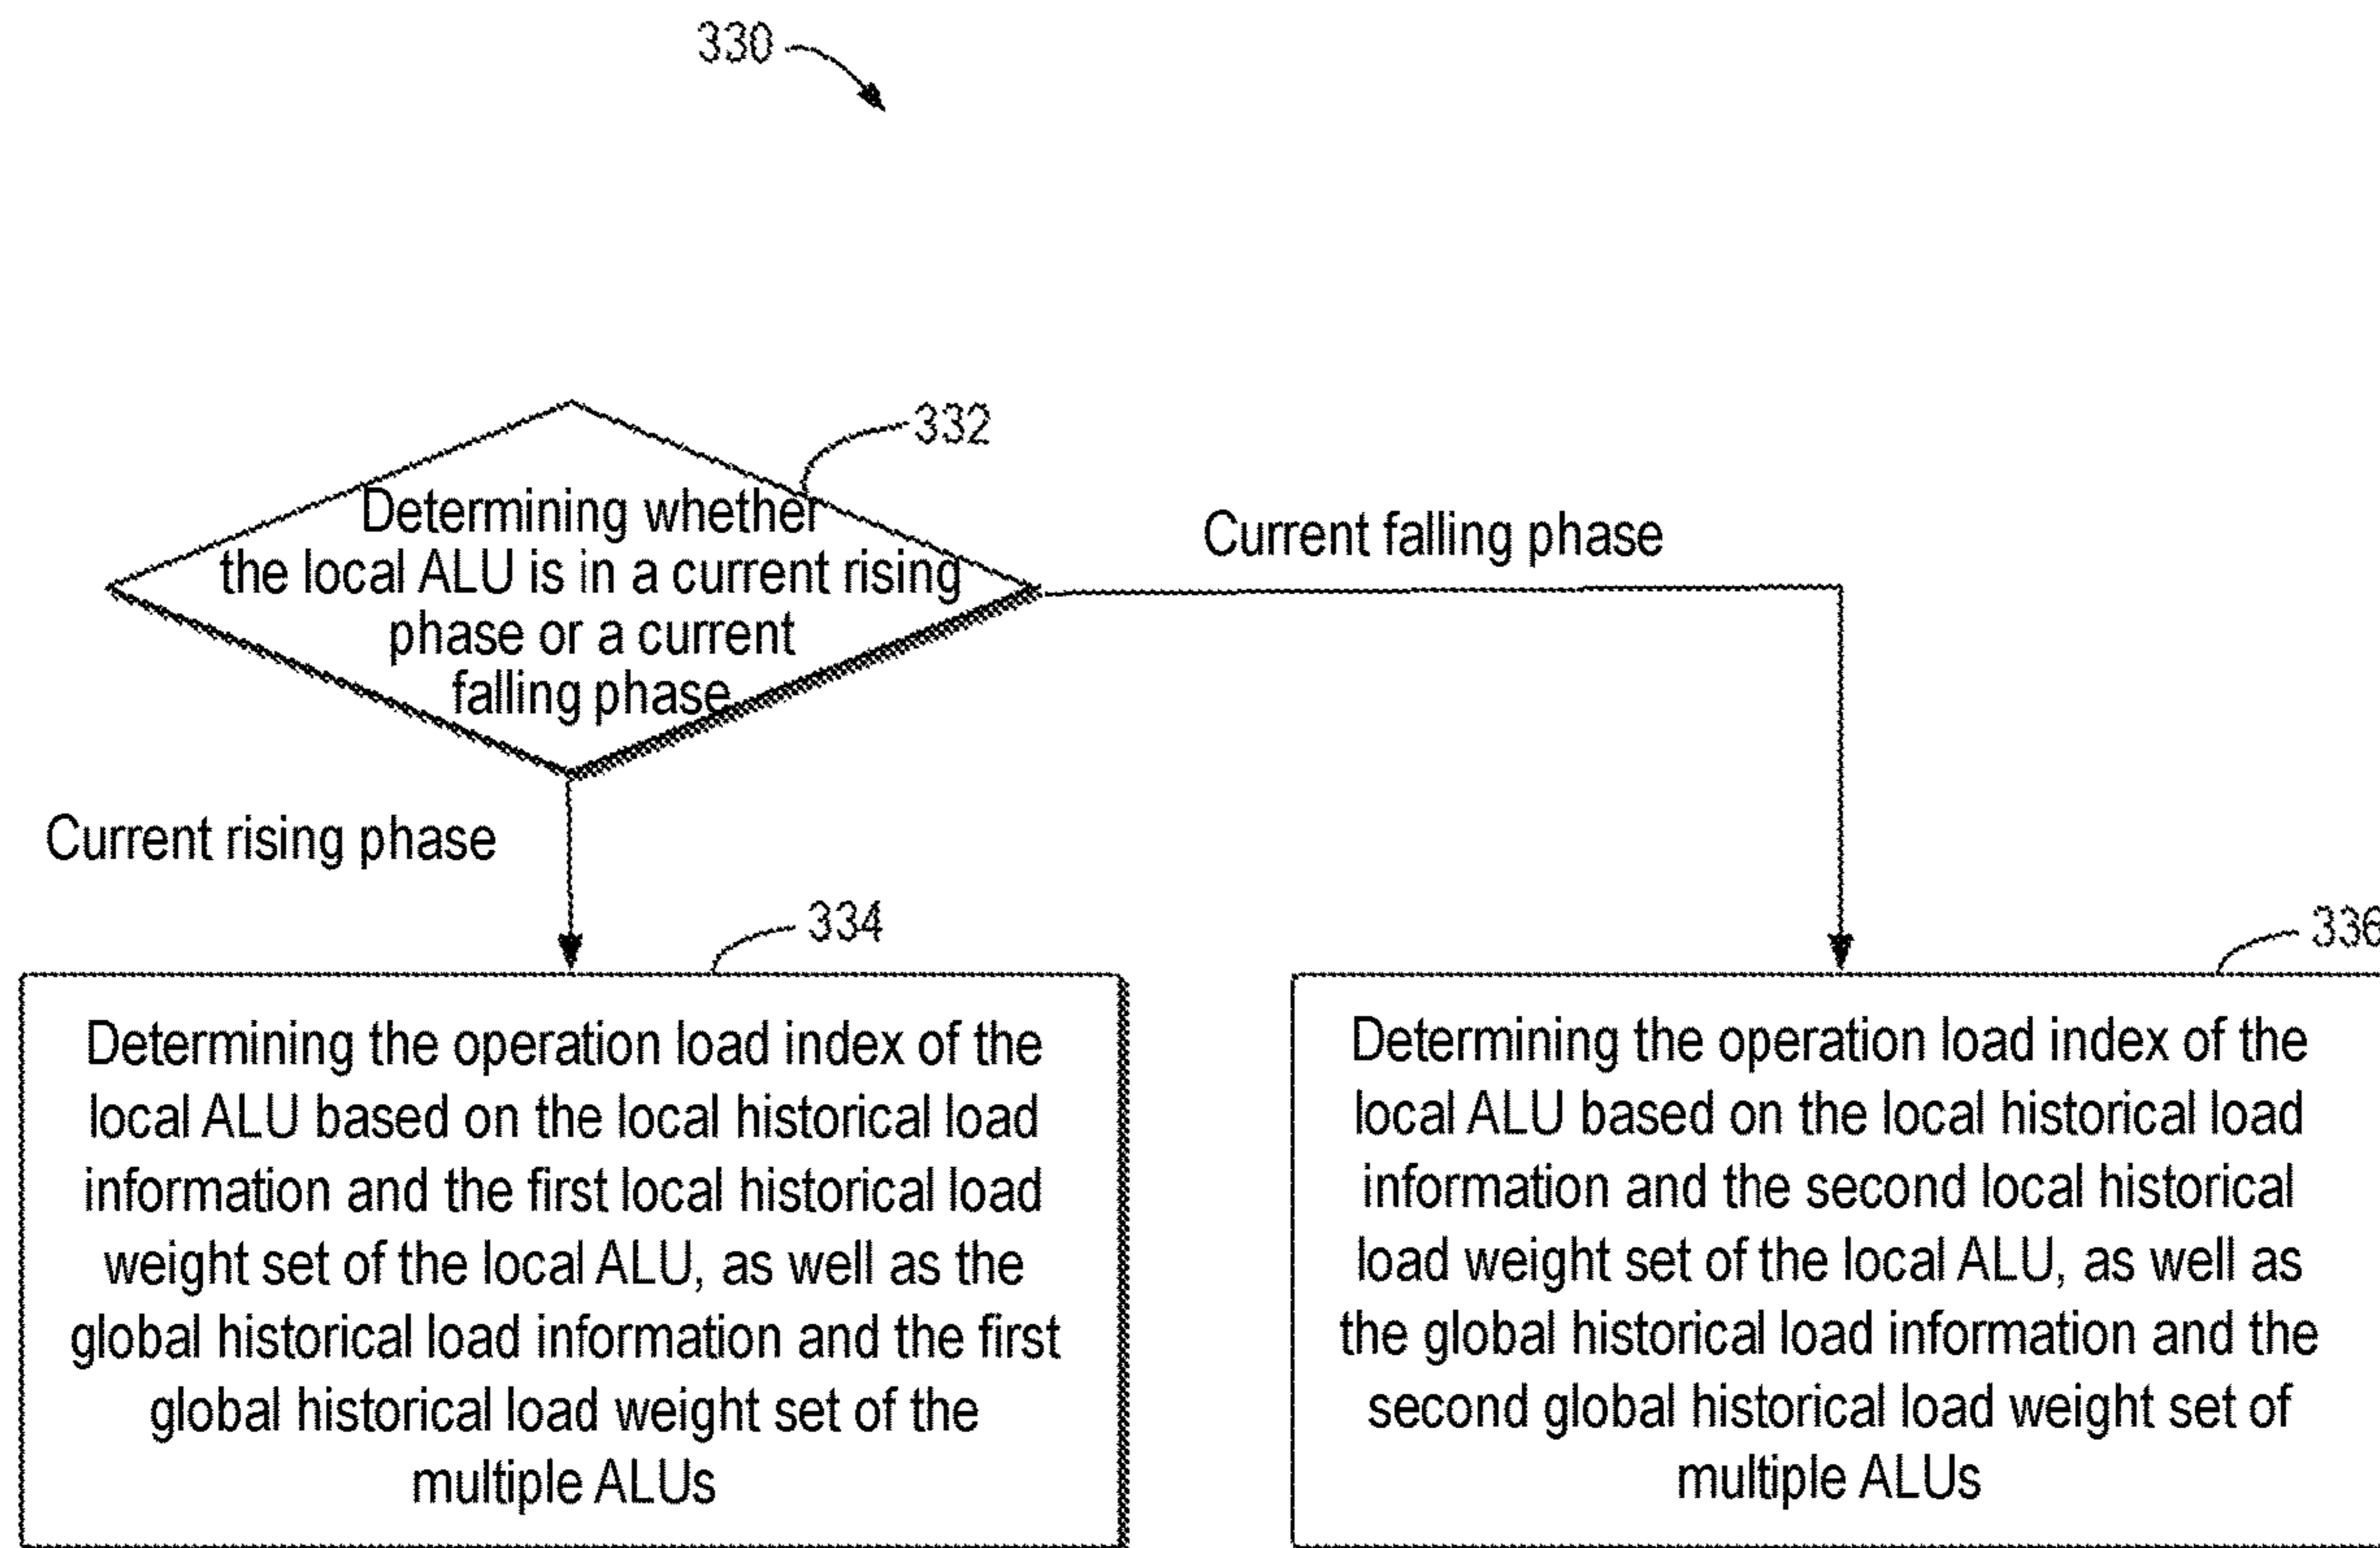 330
332
Determining whether
the local ALU is in a current rising
phase or a current
falling phase
Current falling phase
Current rising phase
334
Determining the operation load index of the
local ALU based on the local historical load
information and the first local historical load
weight set of the local ALU, as well as the
global historical load information and the first
global historical load weight set of the
multiple ALUs
336
Determining the operation load index of the
local ALU based on the local historical load
information and the second local historical
load weight set of the local ALU, as well as
the global historical load information and the
second global historical load weight set of
multiple ALUs